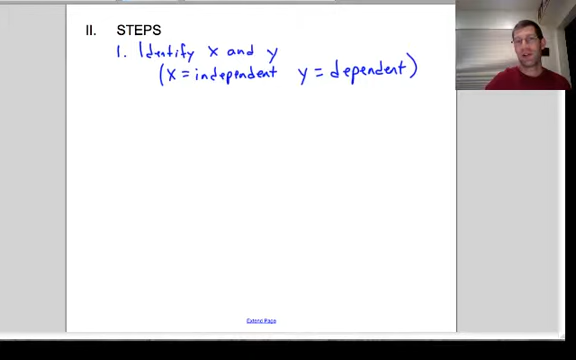 II. STEPS
1. Identify x and y
(x = independent y = dependent)
Extend Page